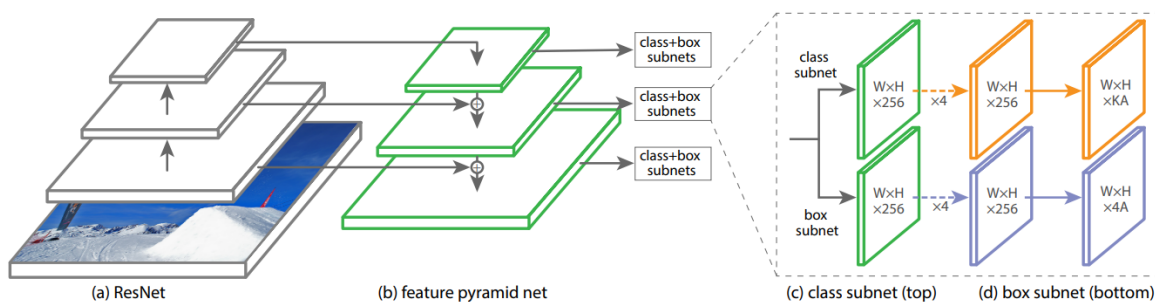 class+box
subnets
class+box
subnets
class+box
subnets
class
subnet
W×H
×256
×4
W×H
×256
W×H
×KA
box
subnet
W×H
×256
×4
W×H
×256
W×H
×4A
(a) ResNet
(b) feature pyramid net
(c) class subnet (top)
(d) box subnet (bottom)